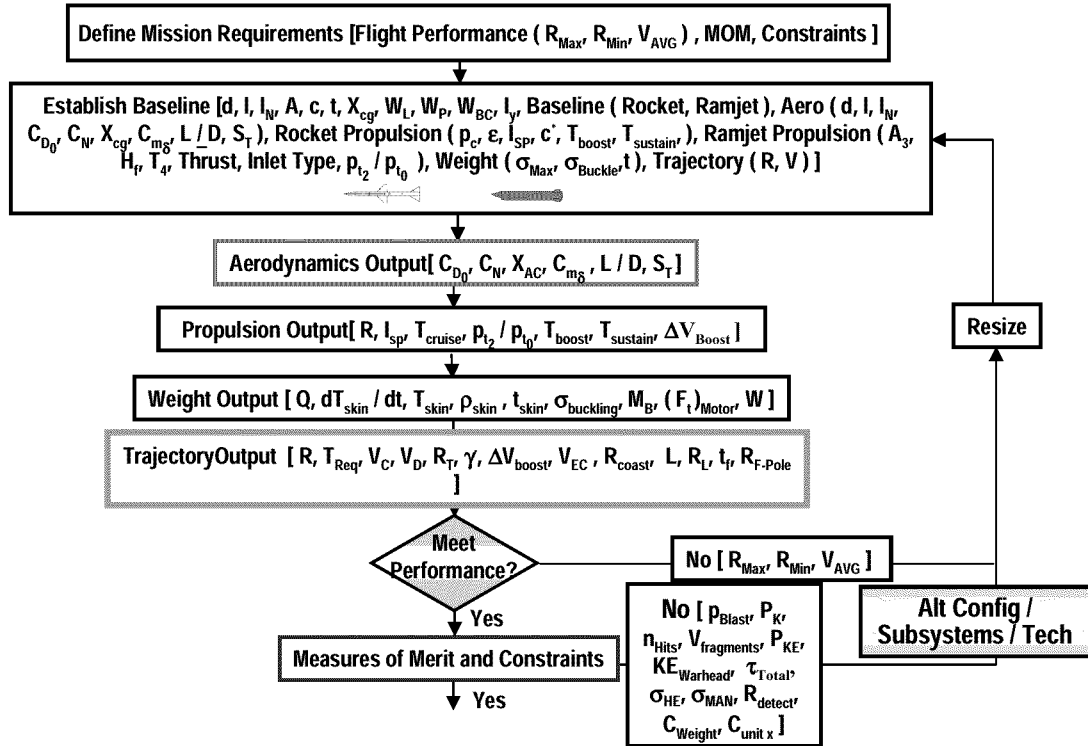 Define Mission Requirements [Flight Performance ( R_Max, R_Min, V_AVG ) , MOM, Constraints ]
Establish Baseline [d, l, l_N, A, c, t, X_cg, W_L, W_P, W_BC, I_y, Baseline ( Rocket, Ramjet ), Aero ( d, l, l_N,
C_D0, C_N, X_cg, C_mδ, L / D, S_T ), Rocket Propulsion ( p_c, ε, I_SP, c*, T_boost, T_sustain, ), Ramjet Propulsion ( A_3,
H_f, T_4, Thrust, Inlet Type, p_t2 / p_t0 ), Weight ( σ_Max, σ_Buckle, t ), Trajectory ( R, V ) ]
Aerodynamics Output[ C_D0, C_N, X_AC, C_mδ , L / D, S_T ]
Propulsion Output[ R, I_sp, T_cruise, p_t2 / p_t0, T_boost, T_sustain, ΔV_Boost ]
Resize
Weight Output [ Q, dT_skin / dt, T_skin, ρ_skin , t_skin, σ_buckling, M_B, ( F_t )_Motor, W ]
TrajectoryOutput [ R, T_Req, V_C, V_D, R_T, γ, ΔV_boost, V_EC , R_coast, L, R_L, t_f, R_F-Pole
]
Meet
Performance?
No [ R_Max, R_Min, V_AVG ]
Yes
No [ p_Blast, P_K,
n_Hits, V_fragments, P_KE,
KE_Warhead, τ_Total,
σ_HE, σ_MAN, R_detect,
C_Weight, C_unit x ]
Alt Config /
Subsystems / Tech
Measures of Merit and Constraints
Yes